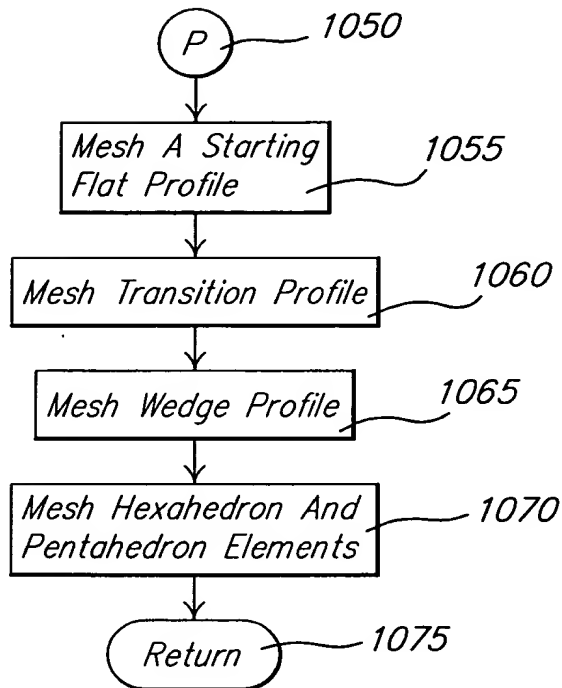 P
1050
Mesh A Starting
Flat Profile
1055
Mesh Transition Profile
1060
Mesh Wedge Profile
1065
Mesh Hexahedron And
Pentahedron Elements
1070
Return
1075